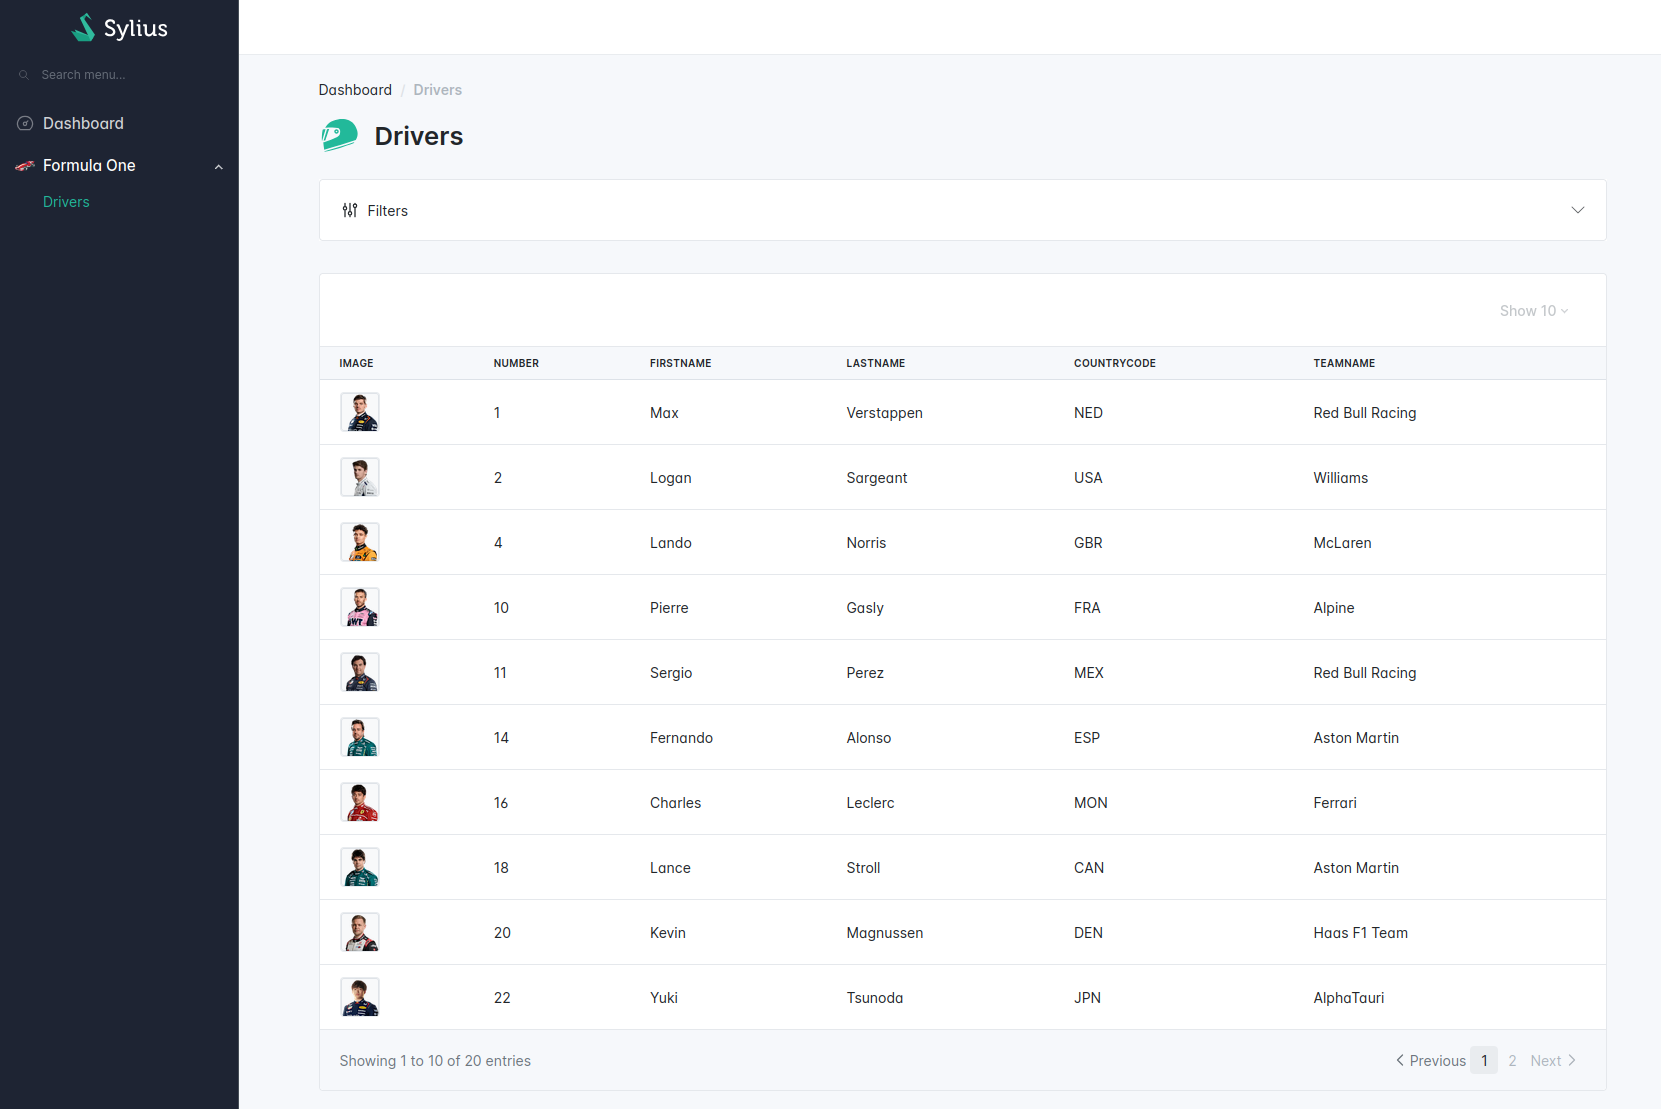 Sylius
Search menu...
Dashboard
Formula One
Drivers
Dashboard / Drivers
Drivers
Filters
Show 10
IMAGE NUMBER FIRSTNAME LASTNAME COUNTRYCODE TEAMNAME
1 Max Verstappen NED Red Bull Racing
2 Logan Sargeant USA Williams
4 Lando Norris GBR McLaren
10 Pierre Gasly FRA Alpine
11 Sergio Perez MEX Red Bull Racing
14 Fernando Alonso ESP Aston Martin
16 Charles Leclerc MON Ferrari
18 Lance Stroll CAN Aston Martin
20 Kevin Magnussen DEN Haas F1 Team
22 Yuki Tsunoda JPN AlphaTauri
Showing 1 to 10 of 20 entries Previous 1 2 Next